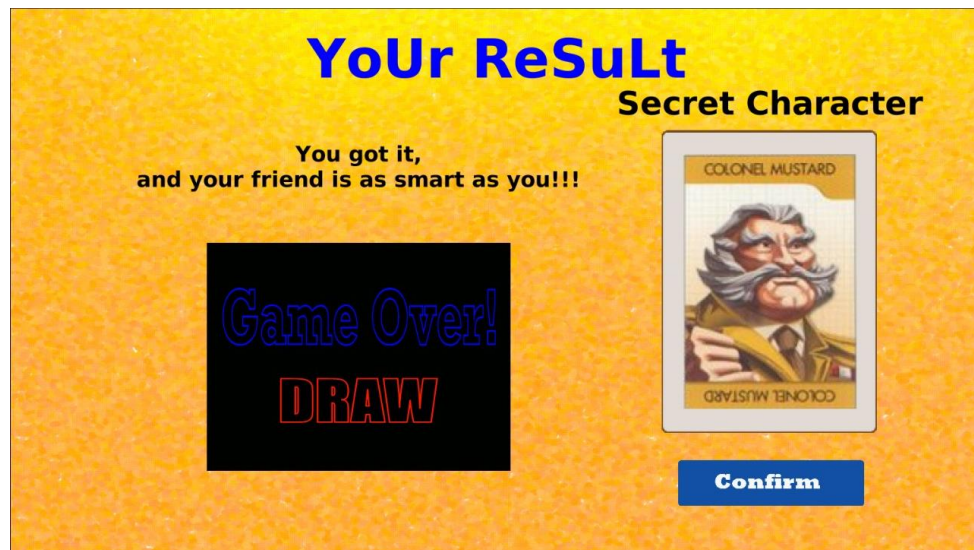 YoUr ReSuLt
Secret Character
You got it,
and your friend is as smart as you!!!
COLONEL MUSTARD
Game Over!
DRAW
COLONEL MUSTARD
Confirm